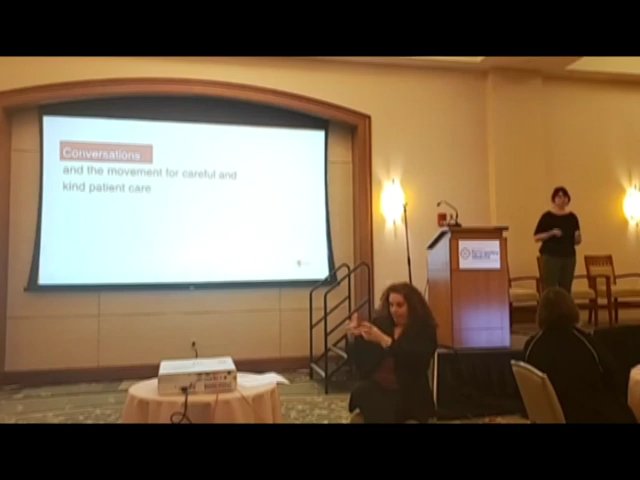 Conversations
and the movement for careful and
kind patient care